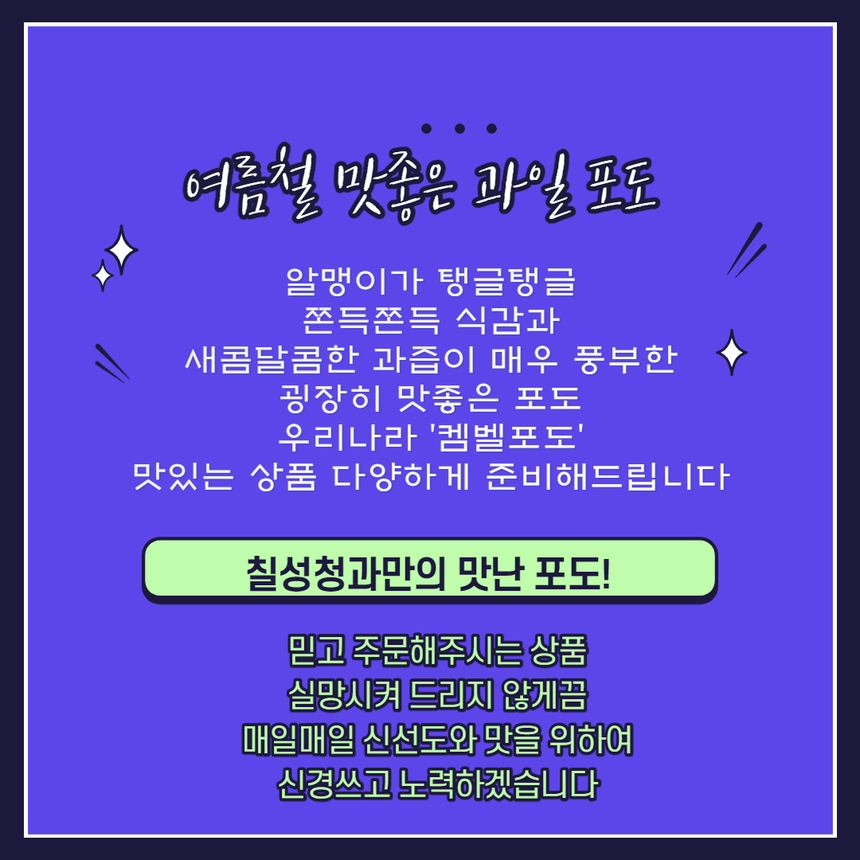 여름철 맛좋은 과일 포도
알맹이가 탱글탱글
쫀득쫀득 식감과
새콤달콤한 과즙이 매우 풍부한
굉장히 맛좋은 포도
우리나라 '켐벨포도'
맛있는 상품 다양하게 준비해드립니다
칠성청과만의 맛난 포도!
믿고 주문해주시는 상품
실망시켜 드리지 않게끔
매일매일 신선도와 맛을 위하여
신경쓰고 노력하겠습니다